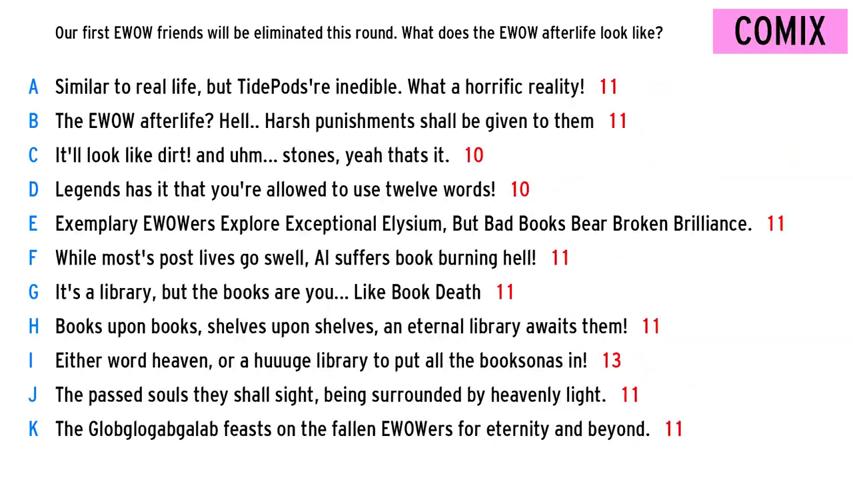 Our first EWOW friends will be eliminated this round. What does the EWOW afterlife look like?
COMIX
A Similar to real life, but TidePods're inedible. What a horrific reality! 11
B The EWOW afterlife? Hell.. Harsh punishments shall be given to them 11
C It'll look like dirt! and uhm... stones, yeah thats it. 10
D Legends has it that you're allowed to use twelve words! 10
E Exemplary EWOWers Explore Exceptional Elysium, But Bad Books Bear Broken Brilliance. 11
F While most's post lives go swell, Al suffers book burning hell! 11
G It's a library, but the books are you... Like Book Death 11
H Books upon books, shelves upon shelves, an eternal library awaits them! 11
I Either word heaven, or a huuuge library to put all the booksonas in! 13
J The passed souls they shall sight, being surrounded by heavenly light. 11
K The Globglogabgalab feasts on the fallen EWOWers for eternity and beyond. 11